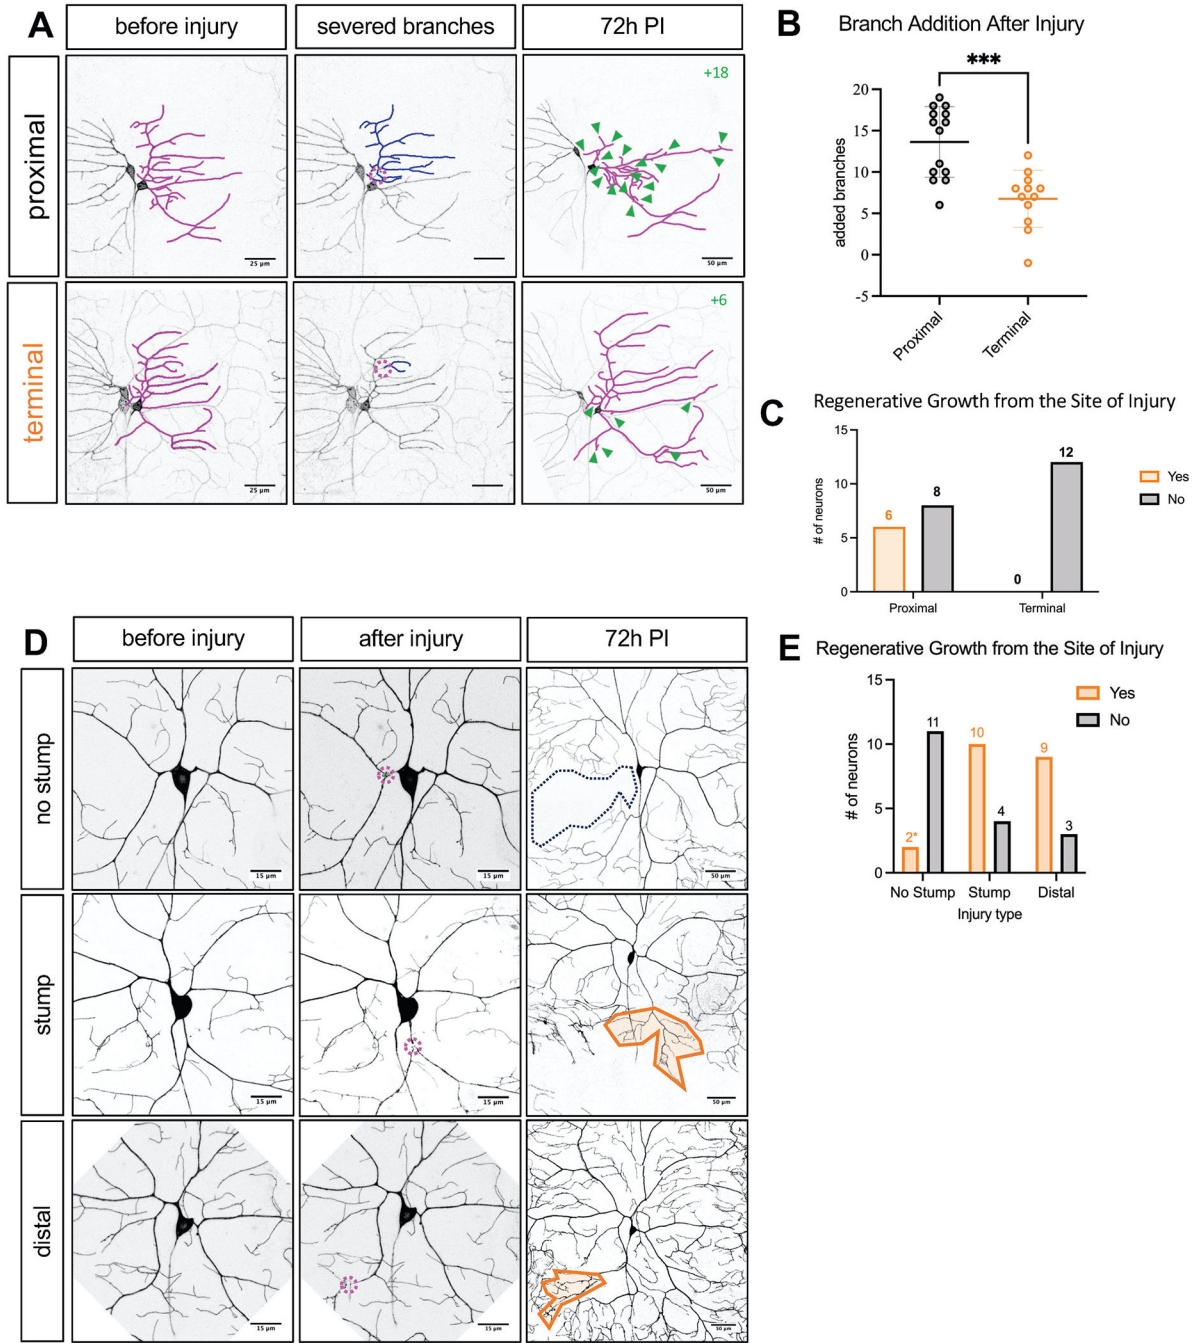 A
before injury
severed branches
72h PI
proximal
+18
25 µm
50 µm
terminal
+6
25 µm
50 µm
B
Branch Addition After Injury
***
added branches
20
15
10
5
0
-5
Proximal
Terminal
C
Regenerative Growth from the Site of Injury
# of neurons
15
10
5
0
6
8
0
12
Proximal
Terminal
Yes
No
D
before injury
after injury
72h PI
no stump
15 µm
15 µm
50 µm
stump
15 µm
15 µm
50 µm
distal
15 µm
15 µm
50 µm
E
Regenerative Growth from the Site of Injury
# of neurons
15
10
5
0
2*
11
10
4
9
3
No Stump
Stump
Distal
Injury type
Yes
No